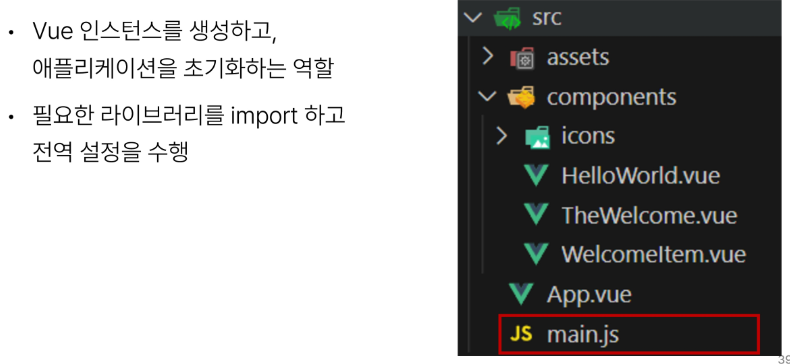 • Vue 인스턴스를 생성하고,
애플리케이션을 초기화하는 역할
• 필요한 라이브러리를 import 하고
전역 설정을 수행
src
assets
components
icons
HelloWorld.vue
TheWelcome.vue
WelcomeItem.vue
App.vue
JS main.js
39